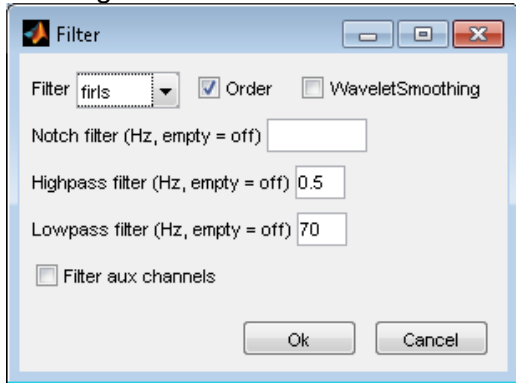 Filter
Filter firls Order WaveletSmoothing
Notch filter (Hz, empty = off)
Highpass filter (Hz, empty = off) 0.5
Lowpass filter (Hz, empty = off) 70
Filter aux channels
Ok Cancel